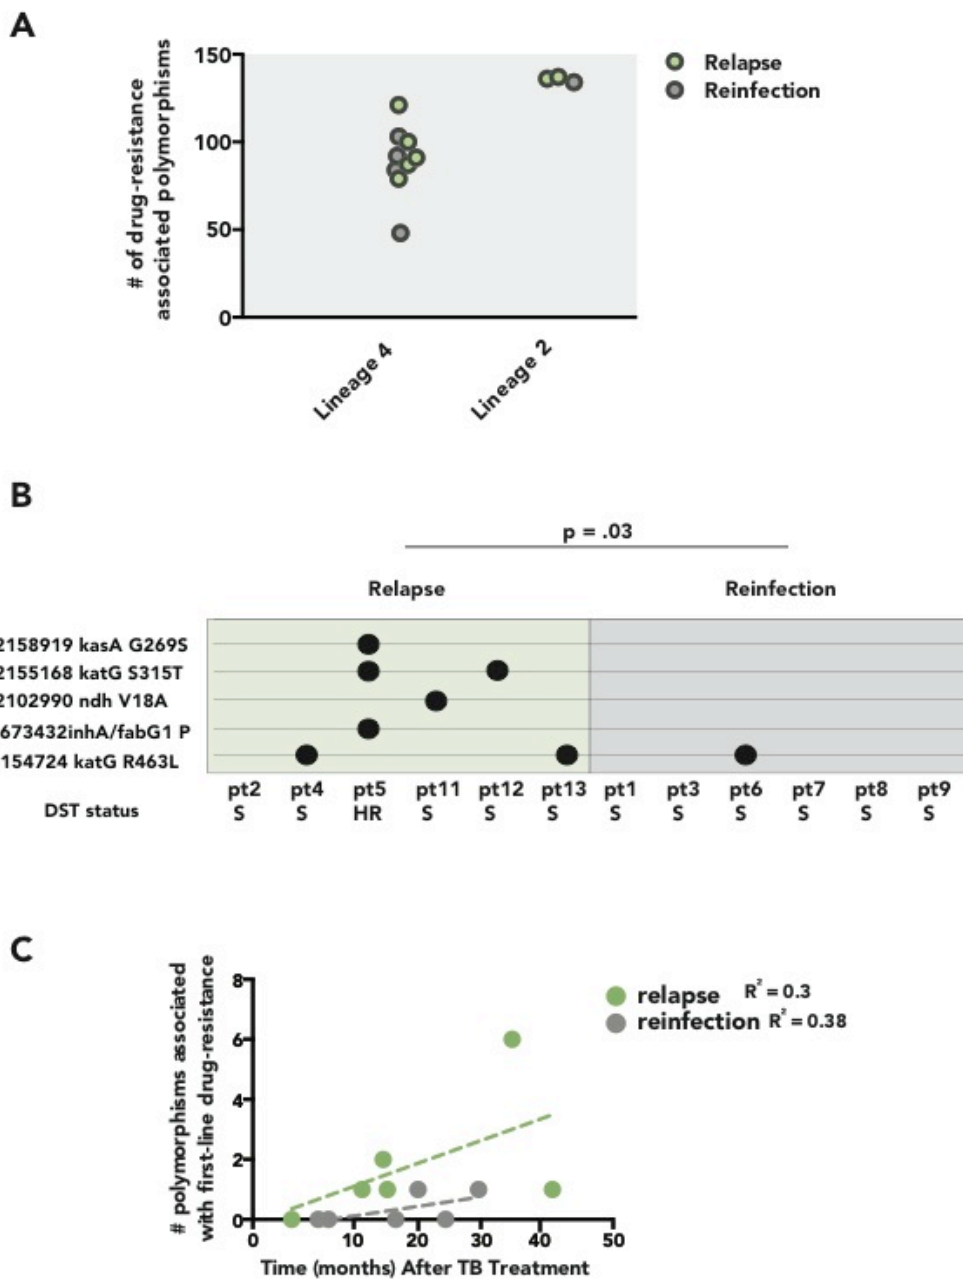 A
# of drug-resistance
associated polymorphisms
150
100
50
0
Lineage 4
Lineage 2
Relapse
Reinfection
B
p = .03
Relapse
Reinfection
2158919 kasA G269S
2155168 katG S315T
2102990 ndh V18A
673432inhA/fabG1 P
154724 katG R463L
pt2 pt4 pt5 pt11 pt12 pt13 pt1 pt3 pt6 pt7 pt8 pt9
DST status S S HR S S S S S S S S S
C
# polymorphisms associated
with first-line drug-resistance
8
6
4
2
0
0 10 20 30 40 50
Time (months) After TB Treatment
relapse R² = 0.3
reinfection R² = 0.38